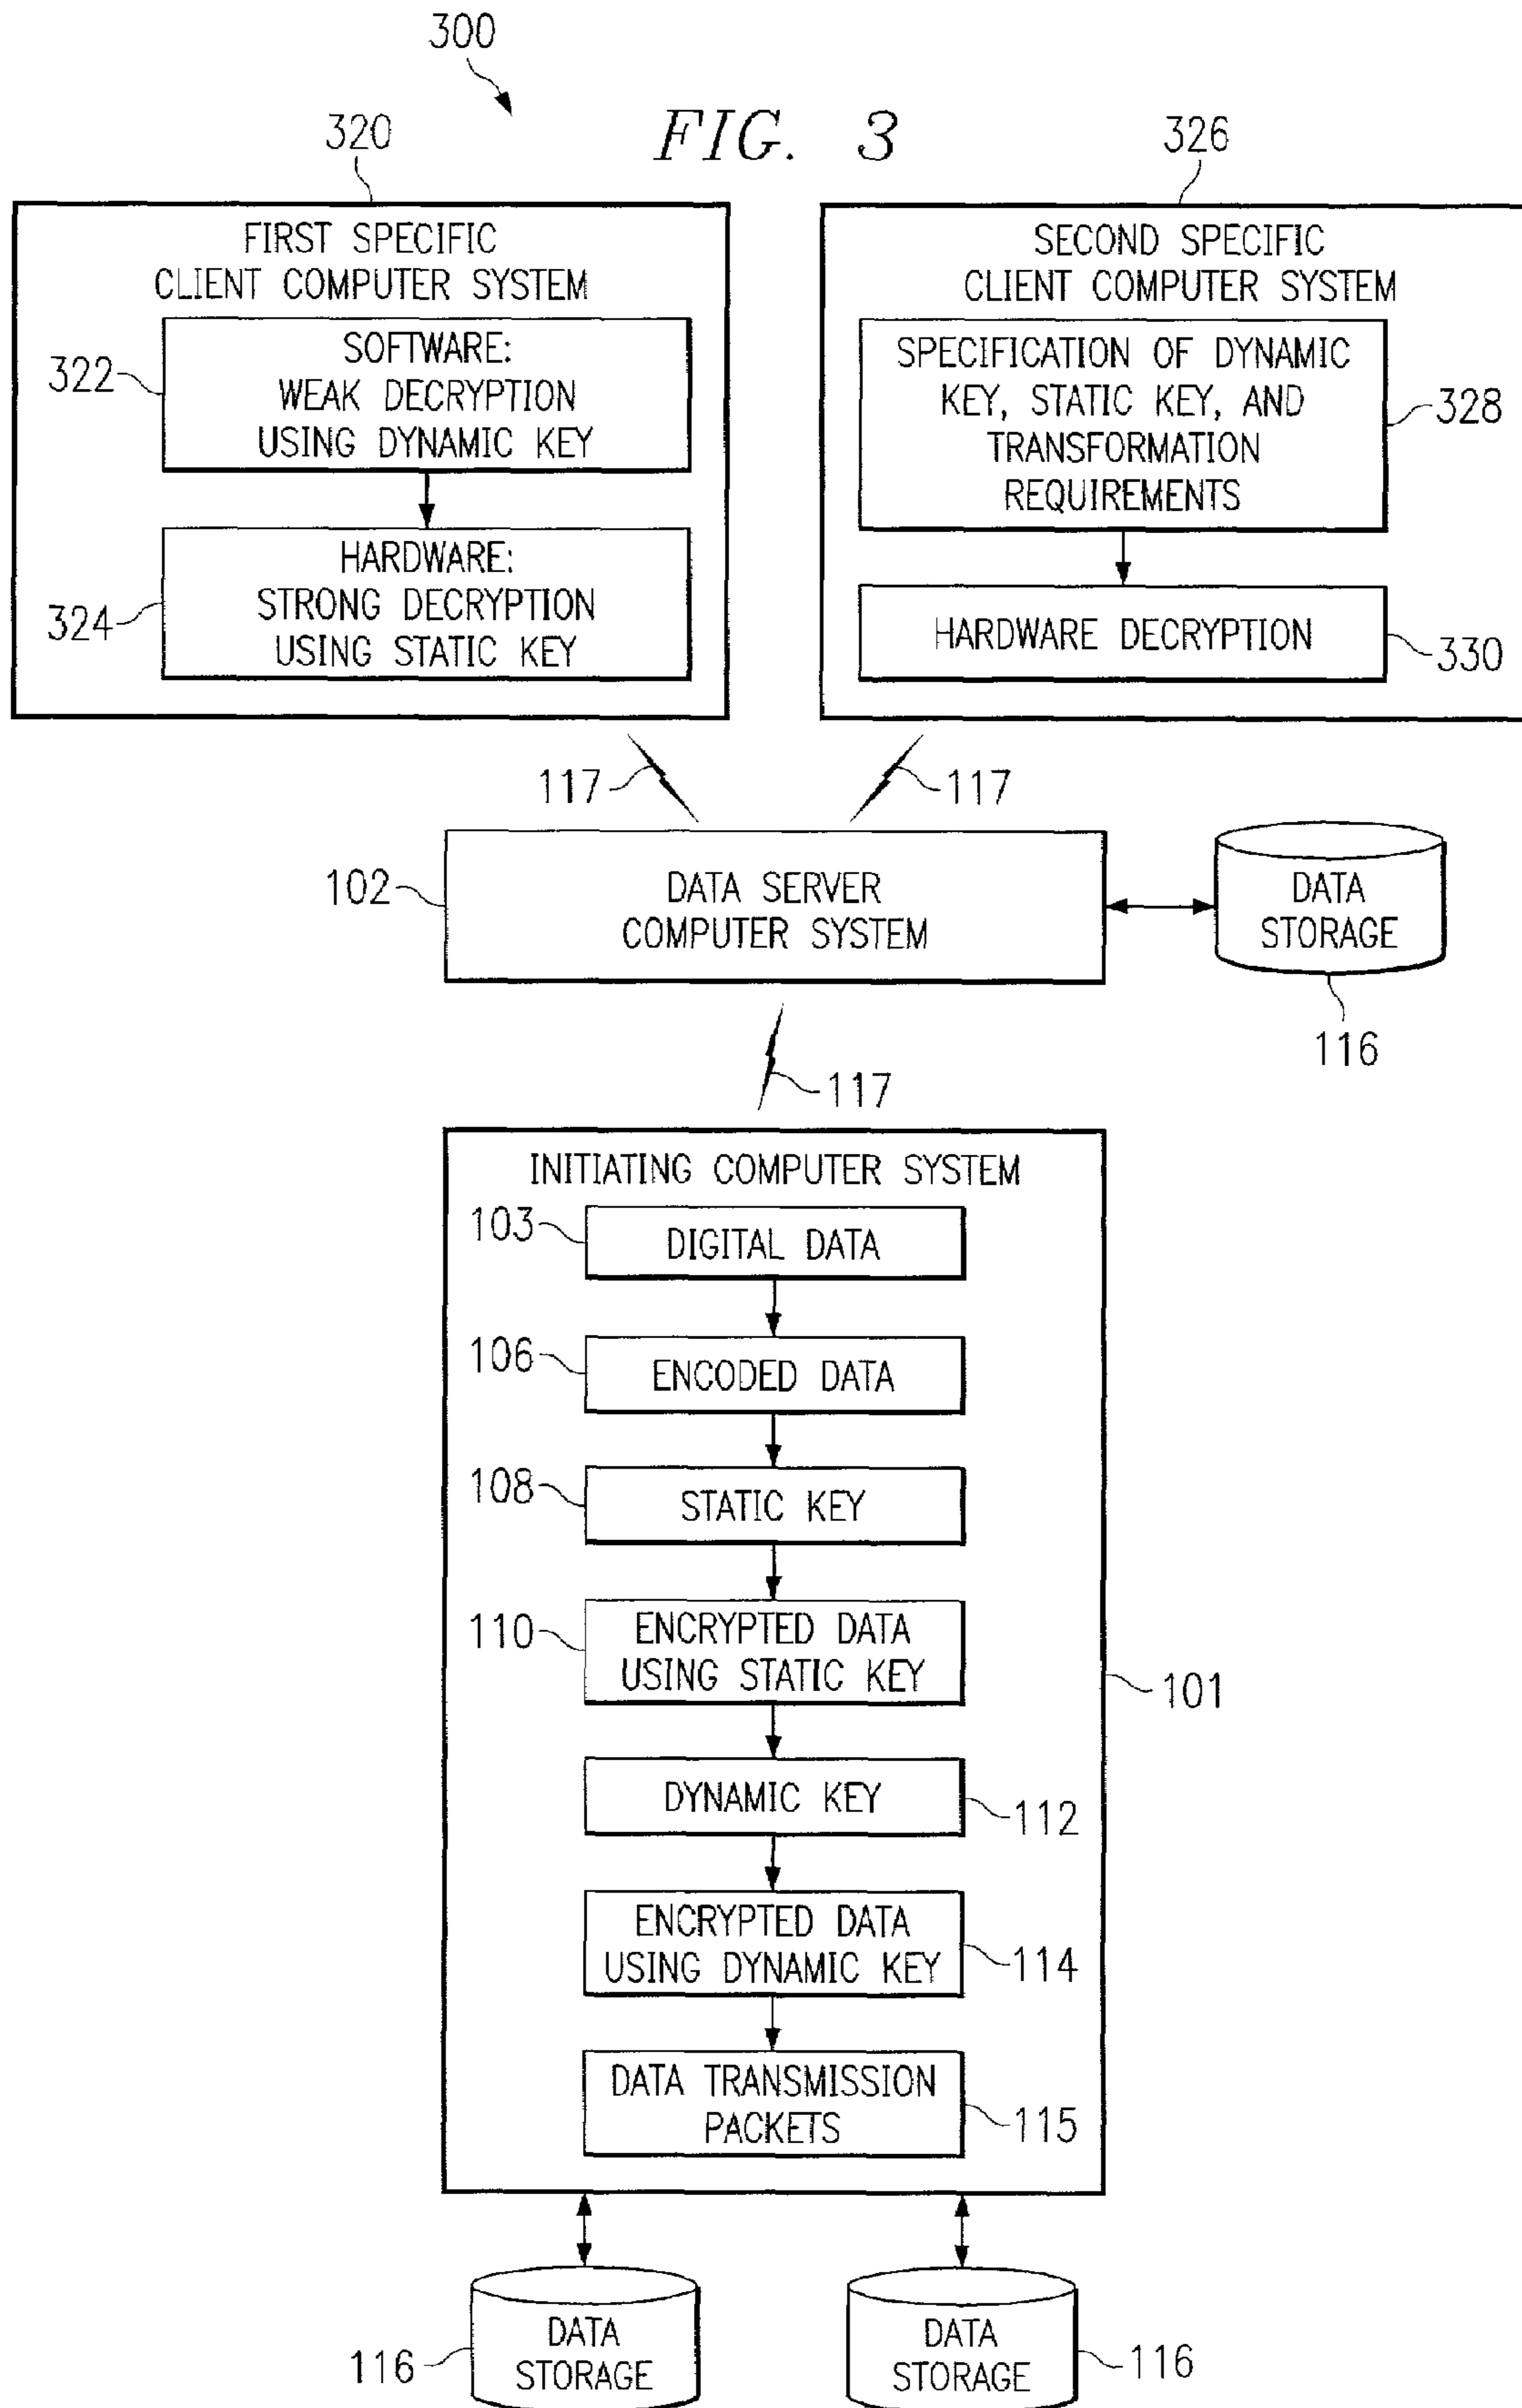 300
FIG. 3
320
326
FIRST SPECIFIC
CLIENT COMPUTER SYSTEM
322
SOFTWARE:
WEAK DECRYPTION
USING DYNAMIC KEY
324
HARDWARE:
STRONG DECRYPTION
USING STATIC KEY
SECOND SPECIFIC
CLIENT COMPUTER SYSTEM
SPECIFICATION OF DYNAMIC
KEY, STATIC KEY, AND
TRANSFORMATION
REQUIREMENTS
328
HARDWARE DECRYPTION
330
117
117
102
DATA SERVER
COMPUTER SYSTEM
DATA
STORAGE
116
117
INITIATING COMPUTER SYSTEM
103
DIGITAL DATA
106
ENCODED DATA
108
STATIC KEY
110
ENCRYPTED DATA
USING STATIC KEY
101
DYNAMIC KEY
112
ENCRYPTED DATA
USING DYNAMIC KEY
114
DATA TRANSMISSION
PACKETS
115
116
DATA
STORAGE
DATA
STORAGE
116